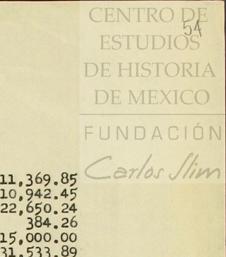 CENTRO DE
54
ESTUDIOS
DE HISTORIA
DE MEXICO
FUNDACIÓN
Carlos Slim
11,369.85
10,942.45
22,650.24
384.26
15,000.00
31,533.89